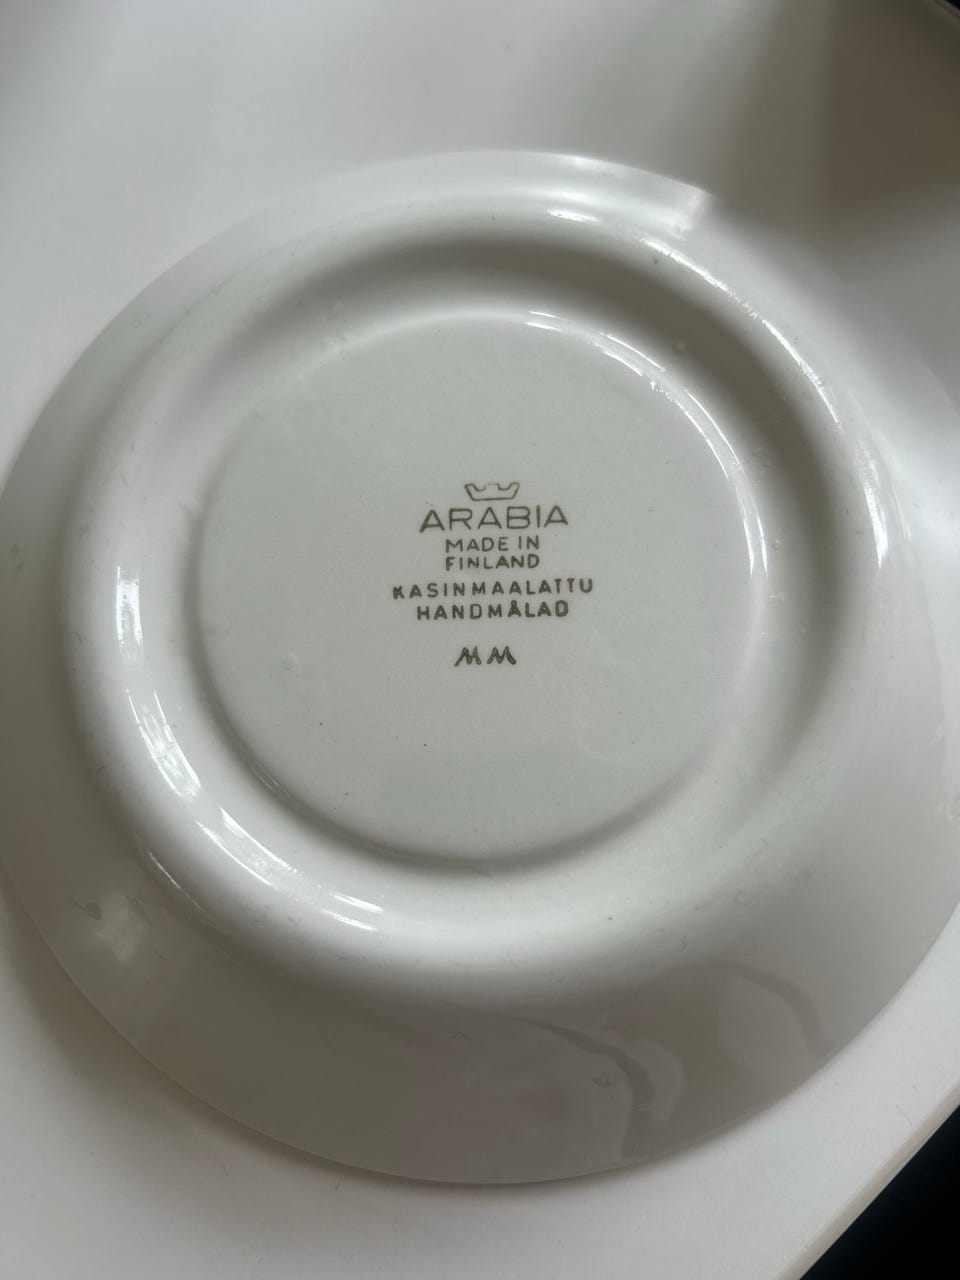 ARABIA
MADE IN
FINLAND
KASINMAALATTU
HANDMÅLAD
MM